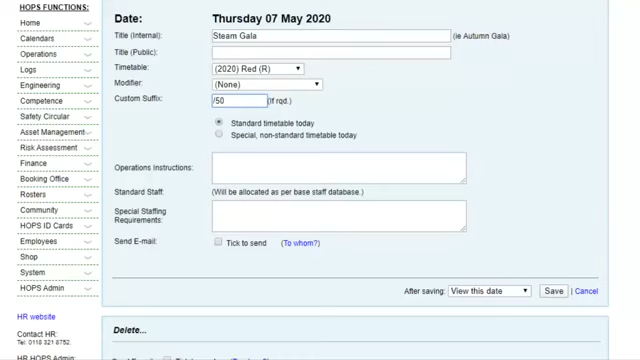 HOPS FUNCTIONS:
Home
Calendars
Operations
Logs
Engineering
Competence
Safety Circular
Asset Management
Risk Assessment
Finance
Booking Office
Rosters
Community
HOPS ID Cards
Employees
Shop
System
HOPS Admin
HR website
Contact HR:
Tel. 0118 321 8752
HR HOPS Admin:
Date: Thursday 07 May 2020
Title (Internal): Steam Gala (ie Autumn Gala)
Title (Public):
Timetable: (2020) Red (R)
Modifier: (None)
Custom Suffix: /50 (If rqd.)
Standard timetable today
Special, non-standard timetable today
Operations Instructions:
Standard Staff: (Will be allocated as per base staff database.)
Special Staffing
Requirements:
Send E-mail: Tick to send (To whom?)
After saving: View this date Save | Cancel
Delete...